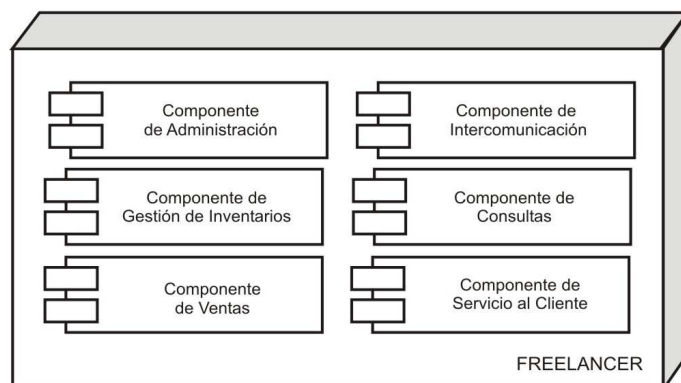 Componente
de Administración
Componente de
Intercomunicación
Componente de
Gestión de Inventarios
Componente de
Consultas
Componente
de Ventas
Componente de
Servicio al Cliente
FREELANCER